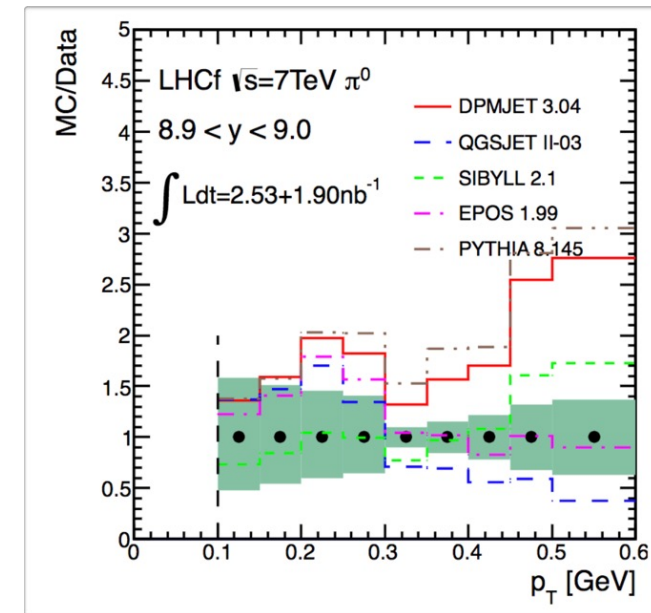 MC/Data
5
4.5
4
3.5
3
2.5
2
1.5
1
0.5
0
LHCf √s=7TeV π⁰
8.9 < y < 9.0
∫ Ldt=2.53+1.90nb⁻¹
DPMJET 3.04
QGSJET II-03
SIBYLL 2.1
EPOS 1.99
PYTHIA 8.145
0 0.1 0.2 0.3 0.4 0.5 0.6
p_T [GeV]